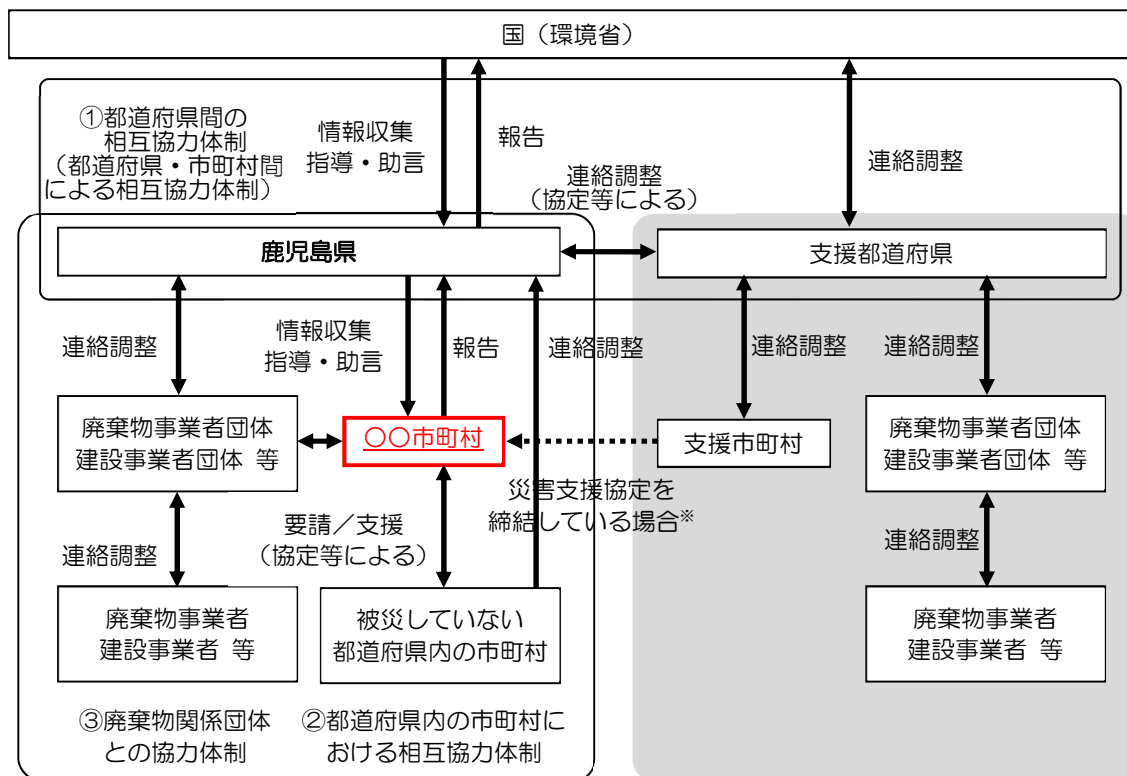 国（環境省）
①都道府県間の
相互協力体制
（都道府県・市町村間
による相互協力体制）
情報収集
指導・助言
報告
連絡調整
（協定等による）
連絡調整
鹿児島県
支援都道府県
連絡調整
情報収集
指導・助言
報告
連絡調整
連絡調整
連絡調整
廃棄物事業者団体
建設事業者団体 等
〇〇市町村
支援市町村
廃棄物事業者団体
建設事業者団体 等
災害支援協定を
締結している場合※
連絡調整
要請／支援
（協定等による）
連絡調整
廃棄物事業者
建設事業者 等
被災していない
都道府県内の市町村
廃棄物事業者
建設事業者 等
③廃棄物関係団体
との協力体制
②都道府県内の市町村に
おける相互協力体制